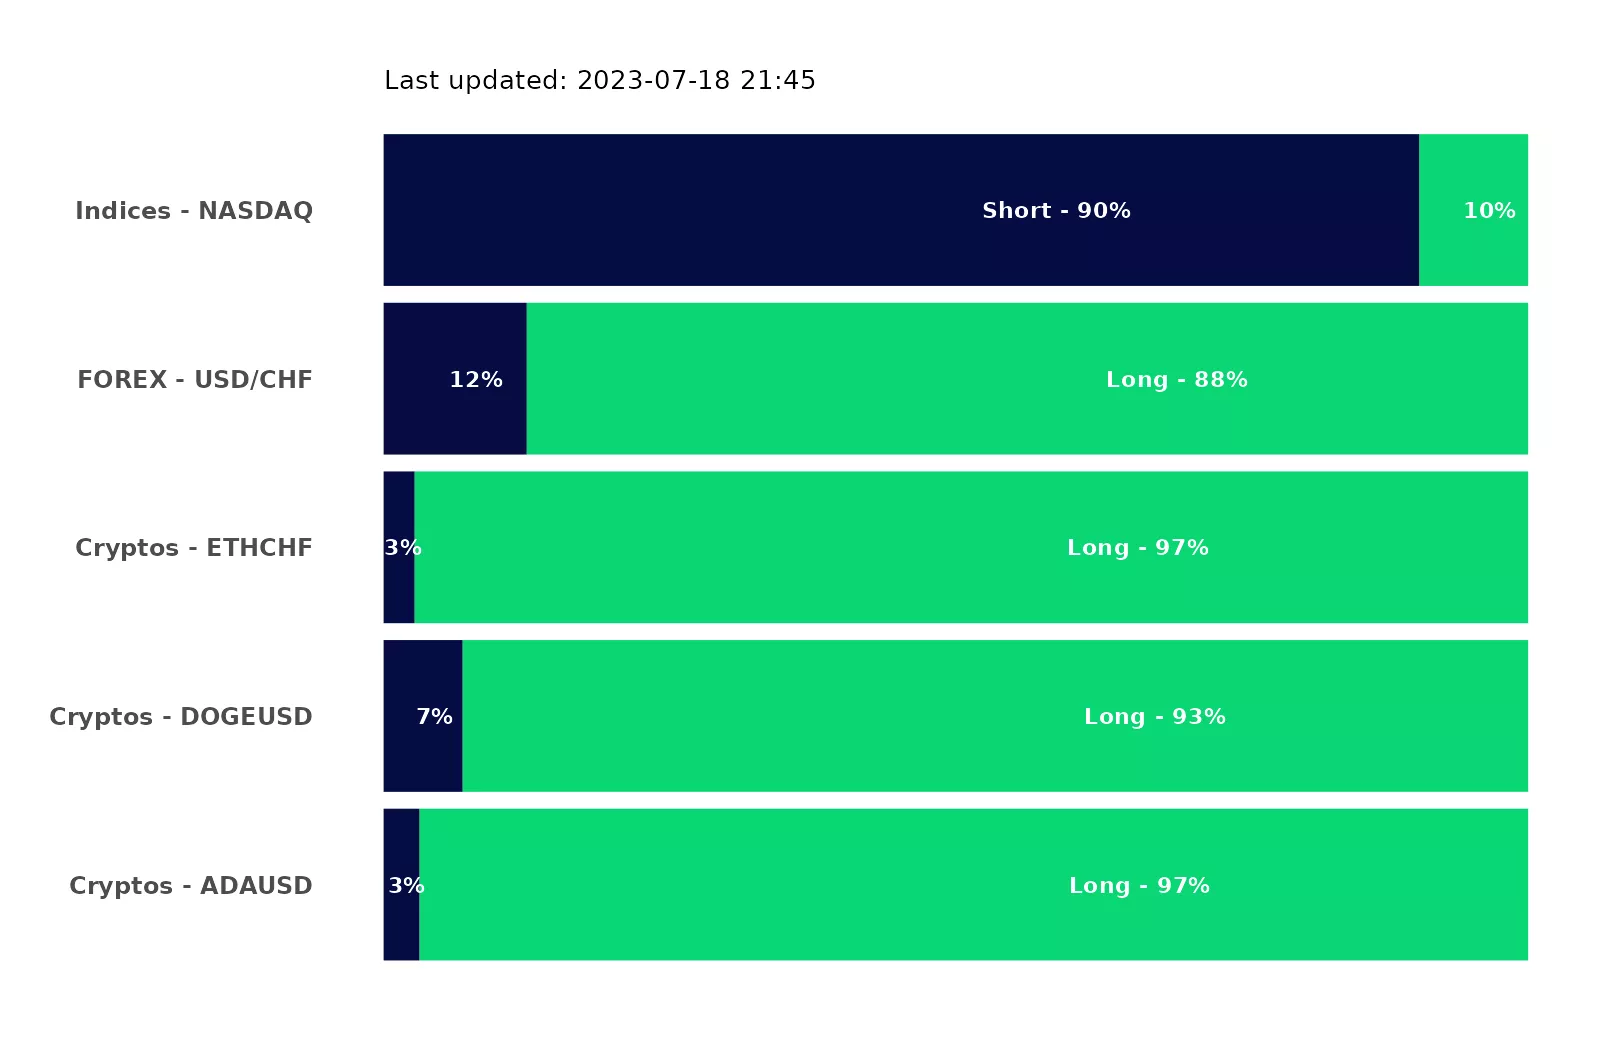 Last updated: 2023-07-18 21:45
Indices - NASDAQ Short - 90% 10%
FOREX - USD/CHF 12% Long - 88%
Cryptos - ETHCHF 3% Long - 97%
Cryptos - DOGEUSD 7% Long - 93%
Cryptos - ADAUSD 3% Long - 97%